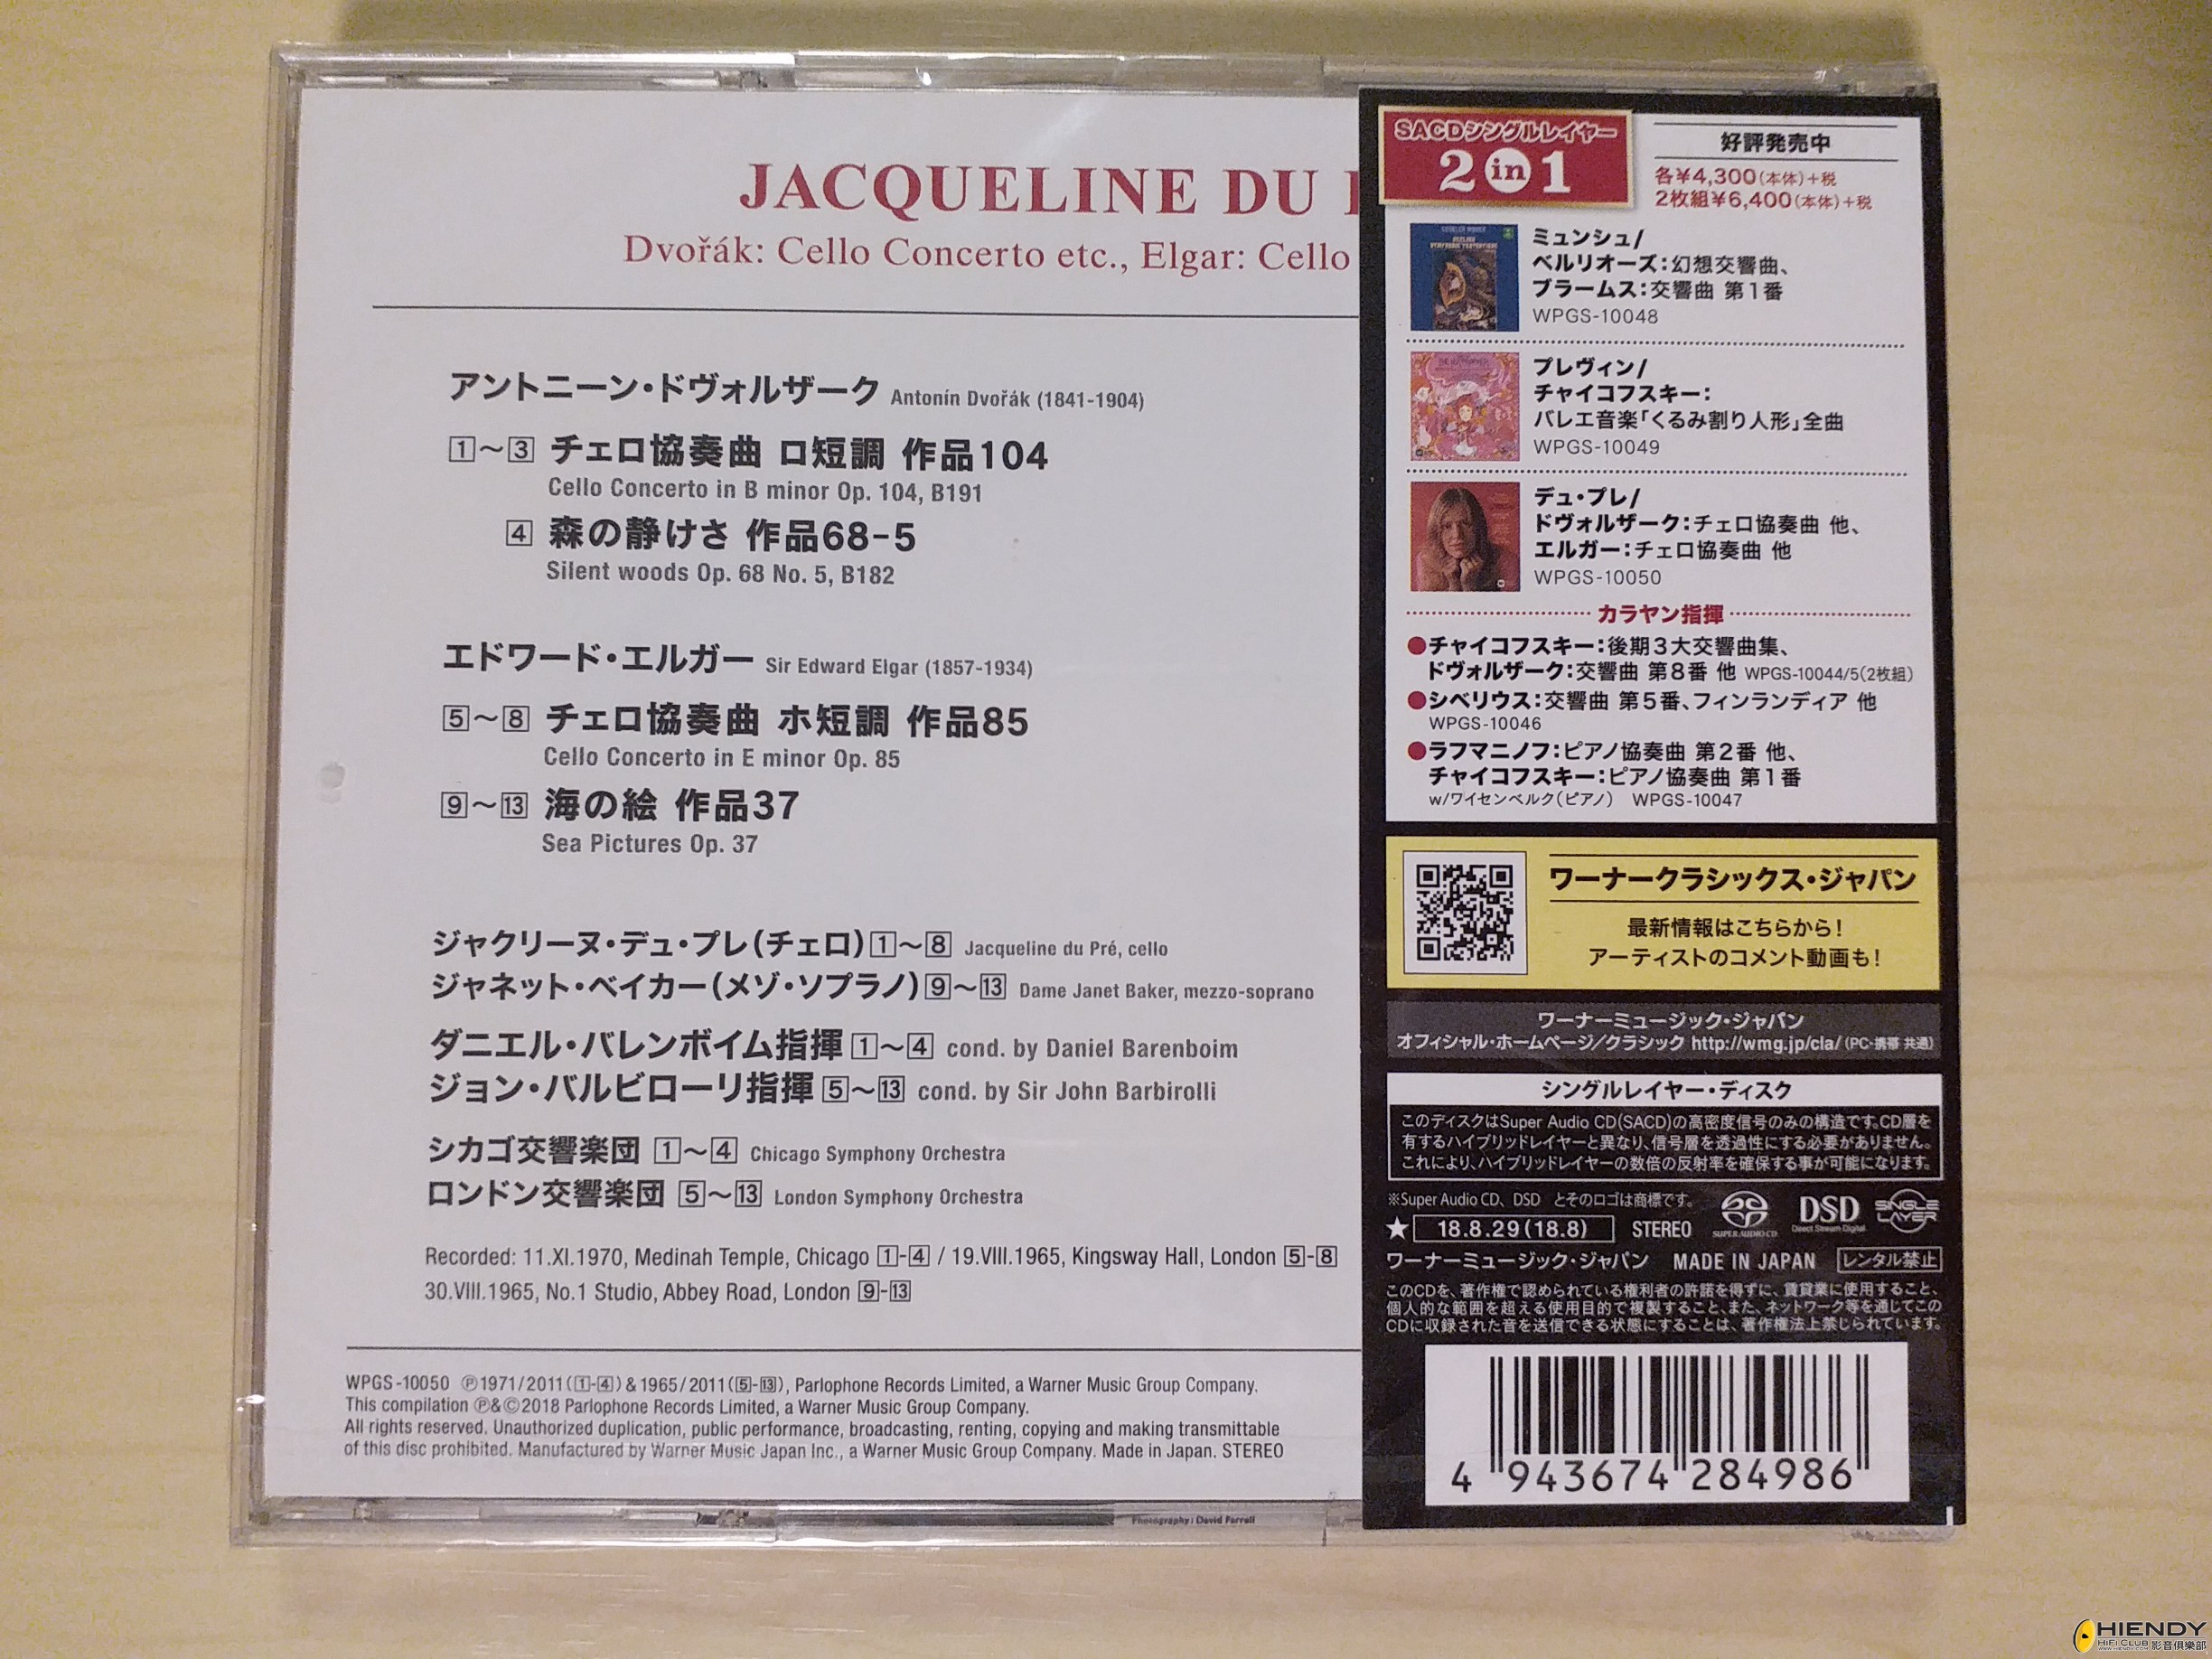 JACQUELINE DU
Dvořák: Cello Concerto etc., Elgar: Cello
アントニーン・ドヴォルザーク Antonín Dvořák (1841-1904)
1～3 チェロ協奏曲 ロ短調 作品104
Cello Concerto in B minor Op. 104, B191
4 森の静けさ 作品68-5
Silent woods Op. 68 No. 5, B182
エドワード・エルガー Sir Edward Elgar (1857-1934)
5～8 チェロ協奏曲 ホ短調 作品85
Cello Concerto in E minor Op. 85
9～13 海の絵 作品37
Sea Pictures Op. 37
ジャクリーヌ・デュ・プレ(チェロ)1～8 Jacqueline du Pré, cello
ジャネット・ベイカー(メゾ・ソプラノ)9～13 Dame Janet Baker, mezzo-soprano
ダニエル・バレンボイム指揮1～4 cond. by Daniel Barenboim
ジョン・バルビローリ指揮5～13 cond. by Sir John Barbirolli
シカゴ交響楽団 1～4 Chicago Symphony Orchestra
ロンドン交響楽団 5～13 London Symphony Orchestra
Recorded: 11.XI.1970, Medinah Temple, Chicago 1-4 / 19.VIII.1965, Kingsway Hall, London 5-8
30.VIII.1965, No.1 Studio, Abbey Road, London 9-13
WPGS-10050 ℗1971/2011(1-4)&1965/2011(5-13), Parlophone Records Limited, a Warner Music Group Company.
This compilation ℗&©2018 Parlophone Records Limited, a Warner Music Group Company.
All rights reserved. Unauthorized duplication, public performance, broadcasting, renting, copying and making transmittable
of this disc prohibited. Manufactured by Warner Music Japan Inc., a Warner Music Group Company. Made in Japan. STEREO
Photography: David Farrell
SACDシングルレイヤー
2 in 1
好評発売中
各¥4,300(本体)+税
2枚組¥6,400(本体)+税
ミュンシュ/
ベルリオーズ:幻想交響曲、
ブラームス:交響曲 第1番
WPGS-10048
プレヴィン/
チャイコフスキー:
バレエ音楽「くるみ割り人形」全曲
WPGS-10049
デュ・プレ/
ドヴォルザーク:チェロ協奏曲 他、
エルガー:チェロ協奏曲 他
WPGS-10050
カラヤン指揮
●チャイコフスキー:後期3大交響曲集、
ドヴォルザーク:交響曲 第8番 他 WPGS-10044/5(2枚組)
●シベリウス:交響曲 第5番、フィンランディア 他
WPGS-10046
●ラフマニノフ:ピアノ協奏曲 第2番 他、
チャイコフスキー:ピアノ協奏曲 第1番
w/ワイセンベルク(ピアノ) WPGS-10047
ワーナークラシックス・ジャパン
最新情報はこちらから!
アーティストのコメント動画も!
ワーナーミュージック・ジャパン
オフィシャル・ホームページ/クラシック http://wmg.jp/cla/ (PC・携帯 共通)
シングルレイヤー・ディスク
このディスクはSuper Audio CD(SACD)の高密度信号のみの構造です。CD層を
有するハイブリッドレイヤーと異なり、信号層を透過性にする必要がありません。
これにより、ハイブリッドレイヤーの数倍の反射率を確保する事が可能になります。
※Super Audio CD、DSD とそのロゴは商標です。
SUPER AUDIO CD
DSD
Direct Stream Digital
SINGLE LAYER
★ 18.8.29(18.8) STEREO
ワーナーミュージック・ジャパン MADE IN JAPAN レンタル禁止
このCDを、著作権で認められている権利者の許諾を得ずに、賃貸業に使用すること、
個人的な範囲を超える使用目的で複製すること、また、ネットワーク等を通じてこの
CDに収録された音を送信できる状態にすることは、著作権法上禁じられています。
4 943674 284986
HIENDY
HiFi CLUB
www.hiendy.com 影音俱樂部